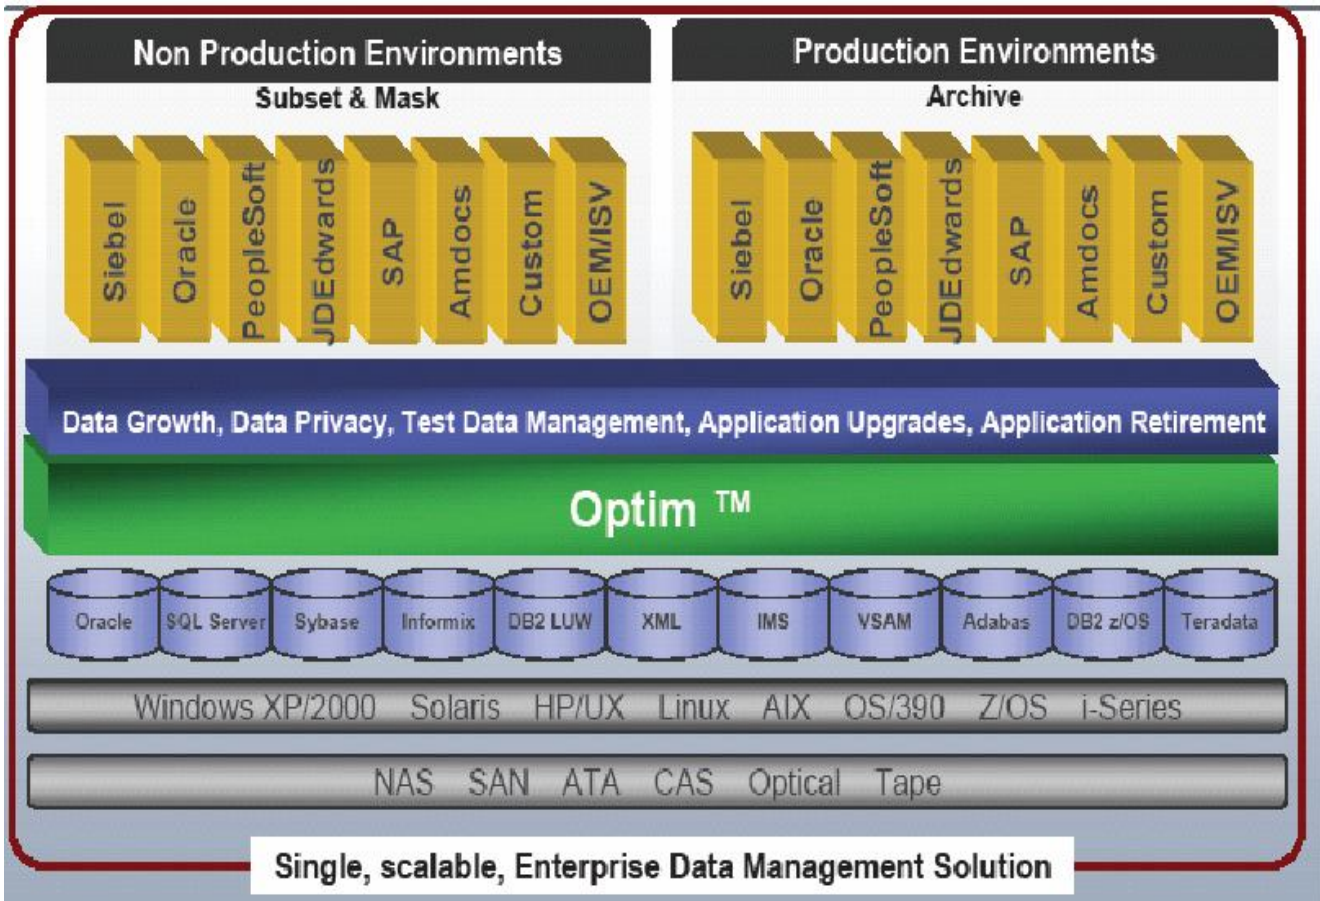 Non Production Environments
Production Environments
Subset & Mask
Archive
Siebel
Oracle
PeopleSoft
JDEdwards
SAP
Amdocs
Custom
OEM/ISV
Siebel
Oracle
PeopleSoft
JDEdwards
SAP
Amdocs
Custom
OEM/ISV
Data Growth, Data Privacy, Test Data Management, Application Upgrades, Application Retirement
Optim ™
Oracle SQL Server Sybase Informix DB2 LUW XML IMS VSAM Adabas DB2 z/OS Teradata
Windows XP/2000 Solaris HP/UX Linux AIX OS/390 Z/OS i-Series
NAS SAN ATA CAS Optical Tape
Single, scalable, Enterprise Data Management Solution